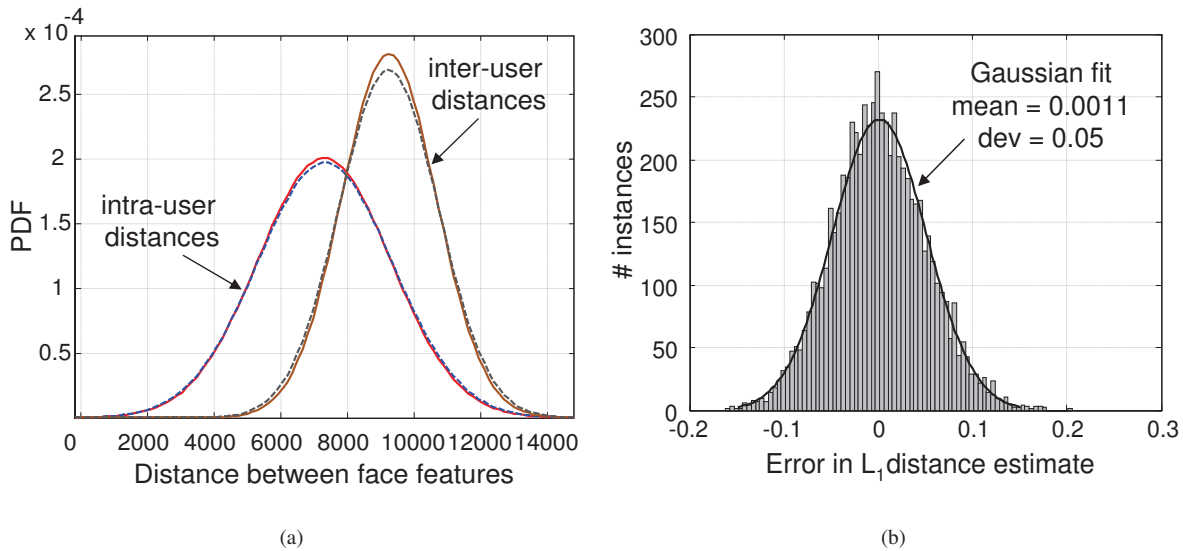 x 10-4
2.5
2
1.5
1
0.5
PDF
inter-user
distances
intra-user
distances
0 2000 4000 6000 8000 10000 12000 14000
Distance between face features
(a)
300
250
200
150
100
50
0
# instances
Gaussian fit
mean = 0.0011
dev = 0.05
-0.2 -0.1 0 0.1 0.2 0.3
Error in L1 distance estimate
(b)